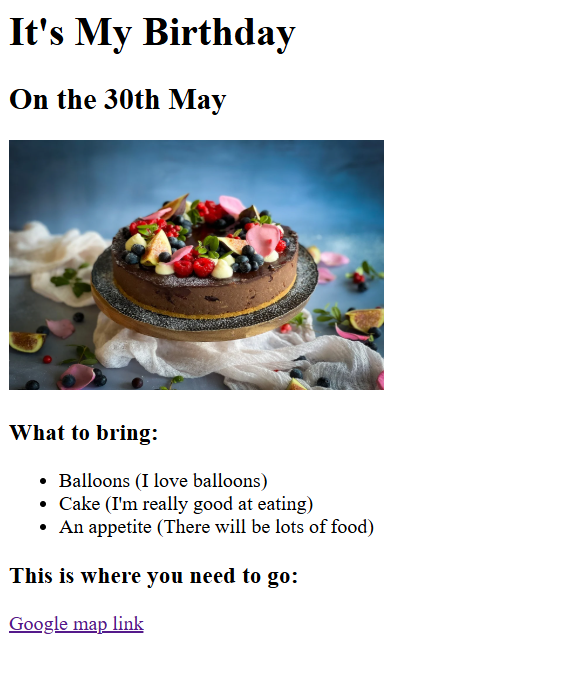 It's My Birthday
On the 30th May
What to bring:
Balloons (I love balloons)
Cake (I'm really good at eating)
An appetite (There will be lots of food)
This is where you need to go:
Google map link